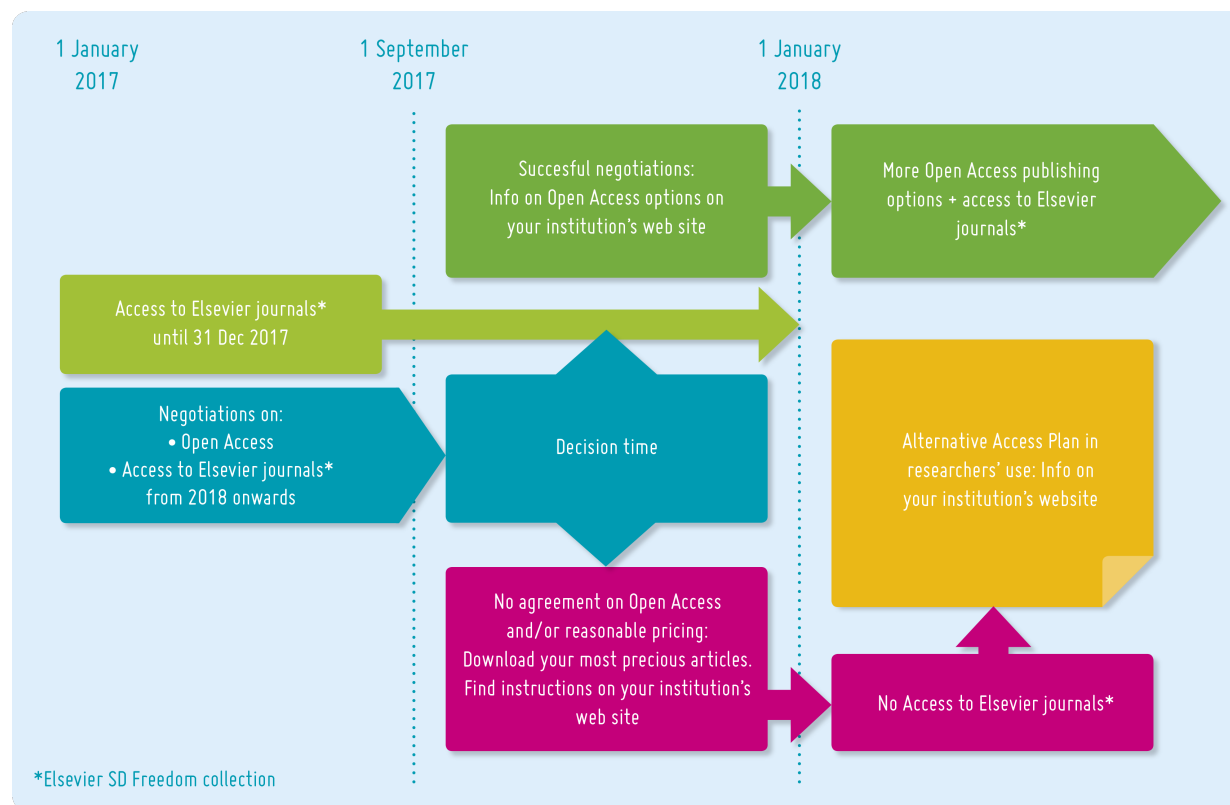 1 January
2017
1 September
2017
1 January
2018
Succesful negotiations:
Info on Open Access options on
your institution's web site
More Open Access publishing
options + access to Elsevier
journals*
Access to Elsevier journals*
until 31 Dec 2017
Negotiations on:
• Open Access
• Access to Elsevier journals*
from 2018 onwards
Decision time
Alternative Access Plan in
researchers' use: Info on
your institution's website
No agreement on Open Access
and/or reasonable pricing:
Download your most precious articles.
Find instructions on your institution's
web site
No Access to Elsevier journals*
*Elsevier SD Freedom collection